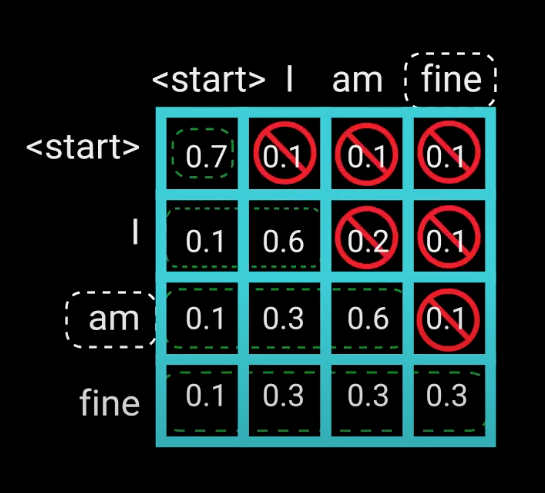 <start> I am fine
<start> 0.7 0.1 0.1 0.1
I 0.1 0.6 0.2 0.1
am 0.1 0.3 0.6 0.1
fine 0.1 0.3 0.3 0.3